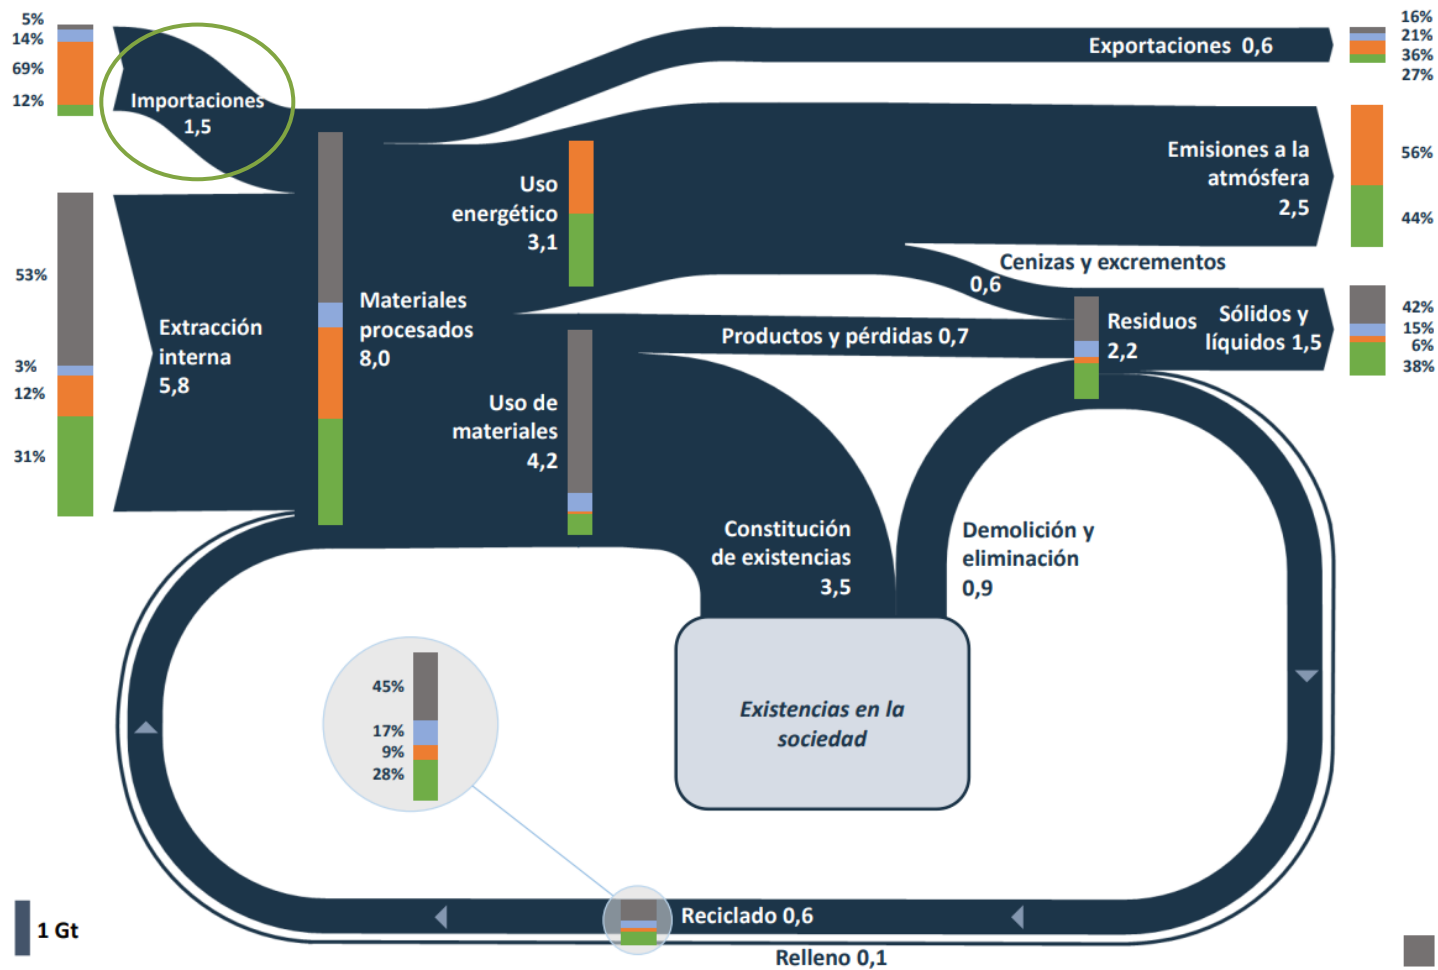 5%
14%
69%
12%
Importaciones
1,5
53%
3%
12%
31%
Extracción
interna
5,8
Materiales
procesados
8,0
Uso
energético
3,1
Uso de
materiales
4,2
Exportaciones 0,6
16%
21%
36%
27%
Emisiones a la
atmósfera
2,5
56%
44%
Cenizas y excrementos
0,6
Productos y pérdidas 0,7
Residuos
2,2
Sólidos y
líquidos 1,5
42%
15%
6%
38%
Constitución
de existencias
3,5
Demolición y
eliminación
0,9
Existencias en la
sociedad
45%
17%
9%
28%
Reciclado 0,6
Relleno 0,1
1 Gt